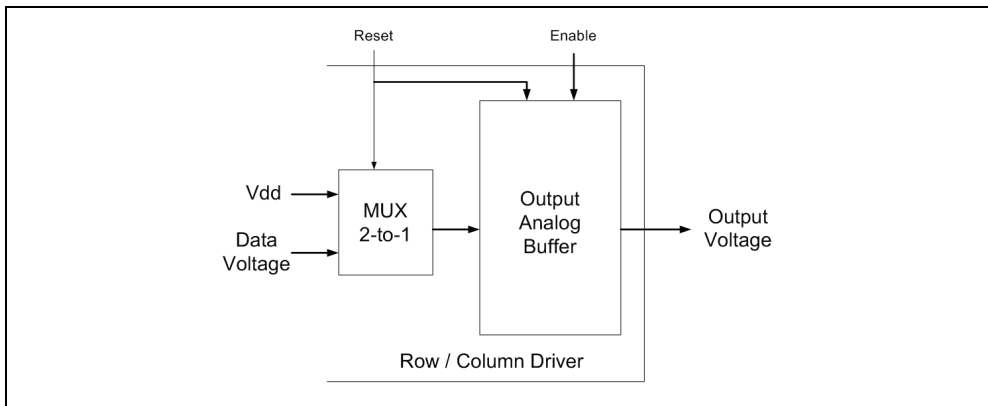 Reset
Enable
Vdd
Data
Voltage
MUX
2-to-1
Output
Analog
Buffer
Output
Voltage
Row / Column Driver